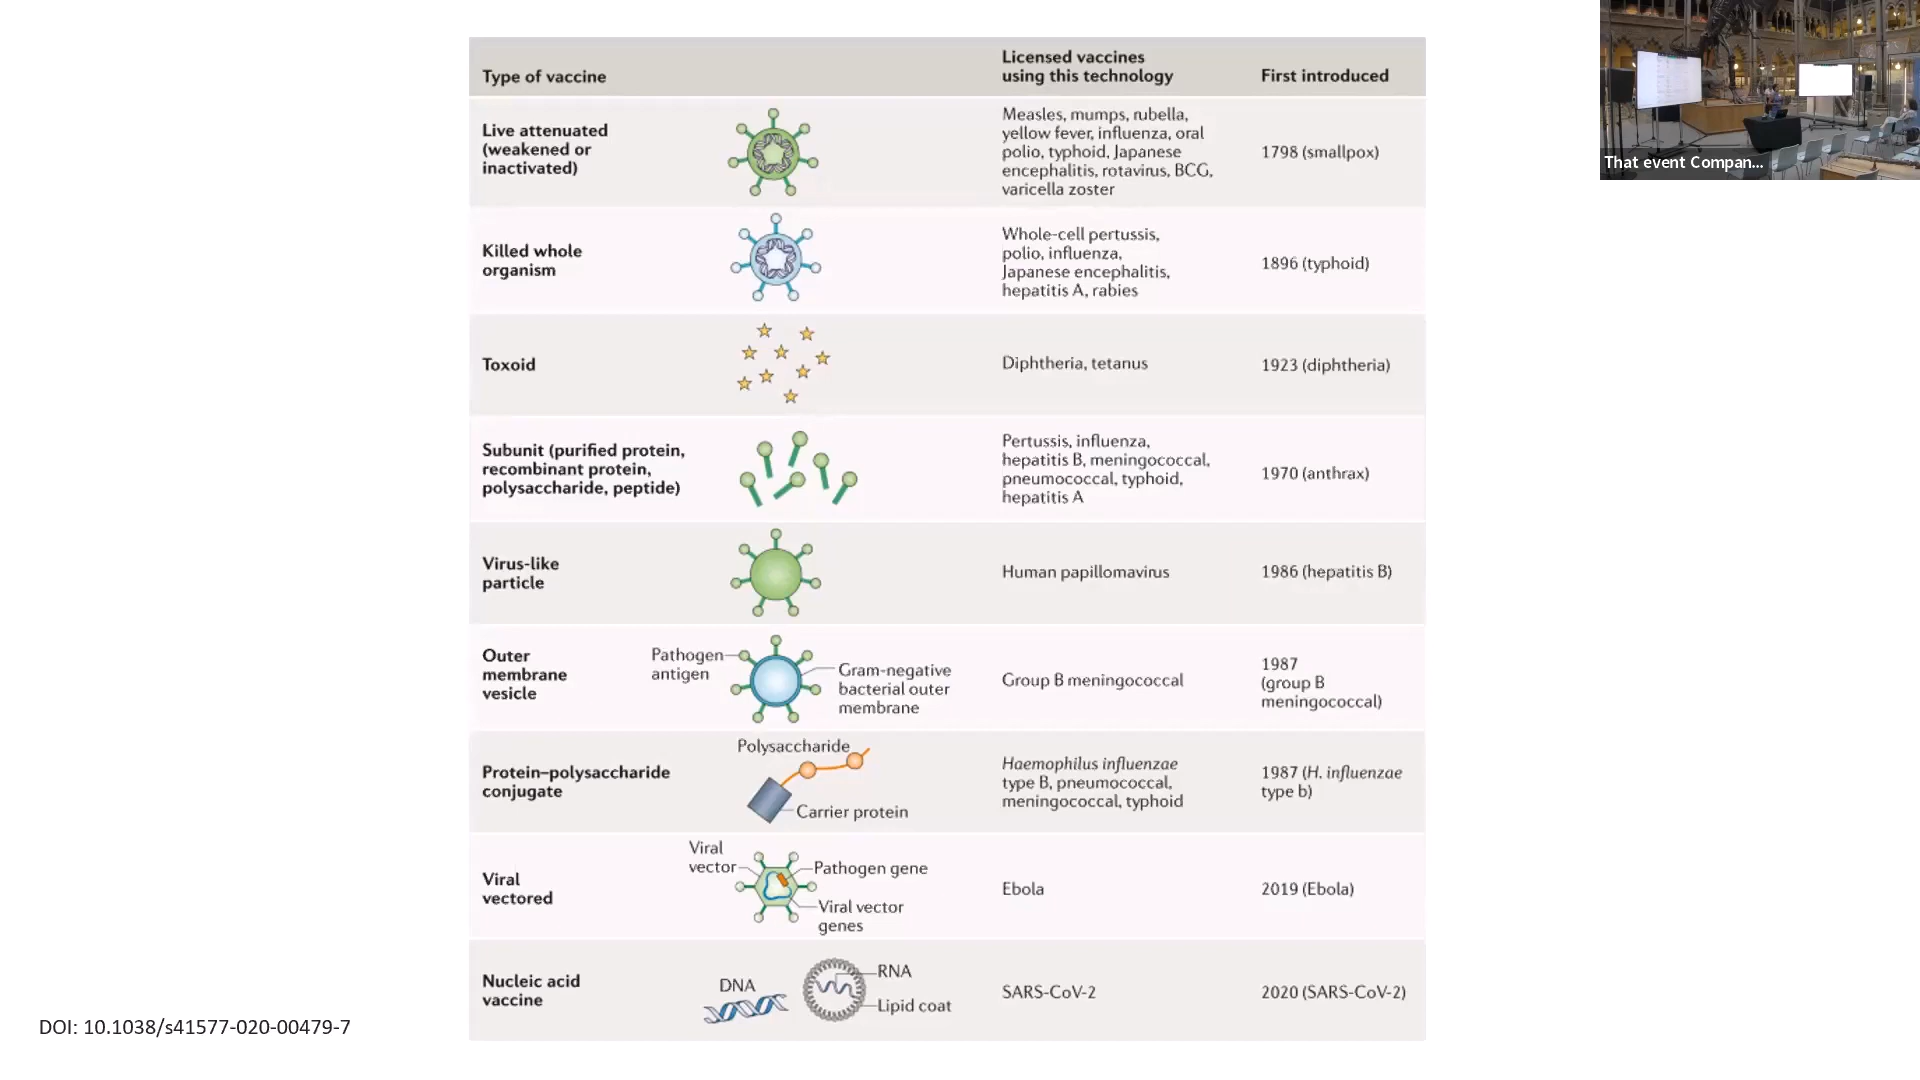 Type of vaccine
Licensed vaccines
using this technology
First introduced
Live attenuated
(weakened or
inactivated)
Measles, mumps, rubella,
yellow fever, influenza, oral
polio, typhoid, Japanese
encephalitis, rotavirus, BCG,
varicella zoster
1798 (smallpox)
Killed whole
organism
Whole-cell pertussis,
polio, influenza,
Japanese encephalitis,
hepatitis A, rabies
1896 (typhoid)
Toxoid
Diphtheria, tetanus
1923 (diphtheria)
Subunit (purified protein,
recombinant protein,
polysaccharide, peptide)
Pertussis, influenza,
hepatitis B, meningococcal,
pneumococcal, typhoid,
hepatitis A
1970 (anthrax)
Virus-like
particle
Human papillomavirus
1986 (hepatitis B)
Outer
membrane
vesicle
Pathogen
antigen
Gram-negative
bacterial outer
membrane
Group B meningococcal
1987
(group B
meningococcal)
Protein–polysaccharide
conjugate
Polysaccharide
Carrier protein
Haemophilus influenzae
type B, pneumococcal,
meningococcal, typhoid
1987 (H. influenzae
type b)
Viral
vectored
Viral
vector
Pathogen gene
Viral vector
genes
Ebola
2019 (Ebola)
Nucleic acid
vaccine
DNA
RNA
Lipid coat
SARS-CoV-2
2020 (SARS-CoV-2)
DOI: 10.1038/s41577-020-00479-7
That event Compan...